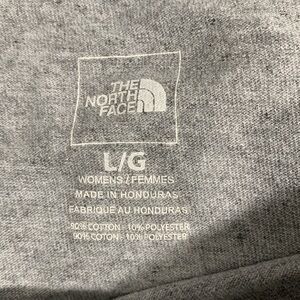 THE
NORTH
FACE
L/G
WOMENS/FEMMES
MADE IN HONDURAS
FABRIQUÉ AU HONDURAS
90% COTTON - 10% POLYESTER
90% COTON - 10% POLYESTER